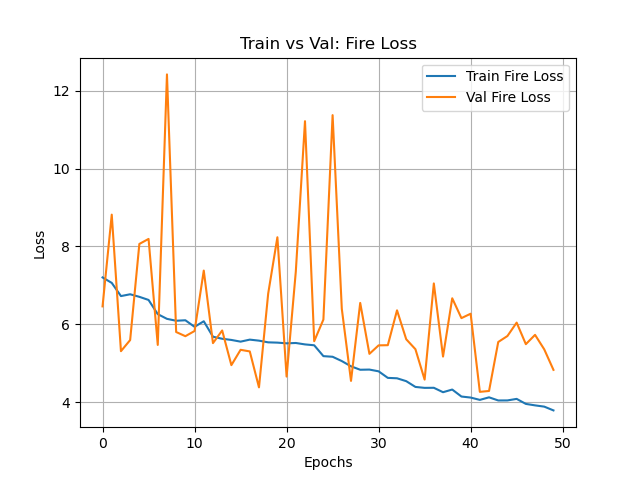 Train vs Val: Fire Loss
Train Fire Loss
Val Fire Loss
Loss
12
10
8
6
4
0 10 20 30 40 50
Epochs